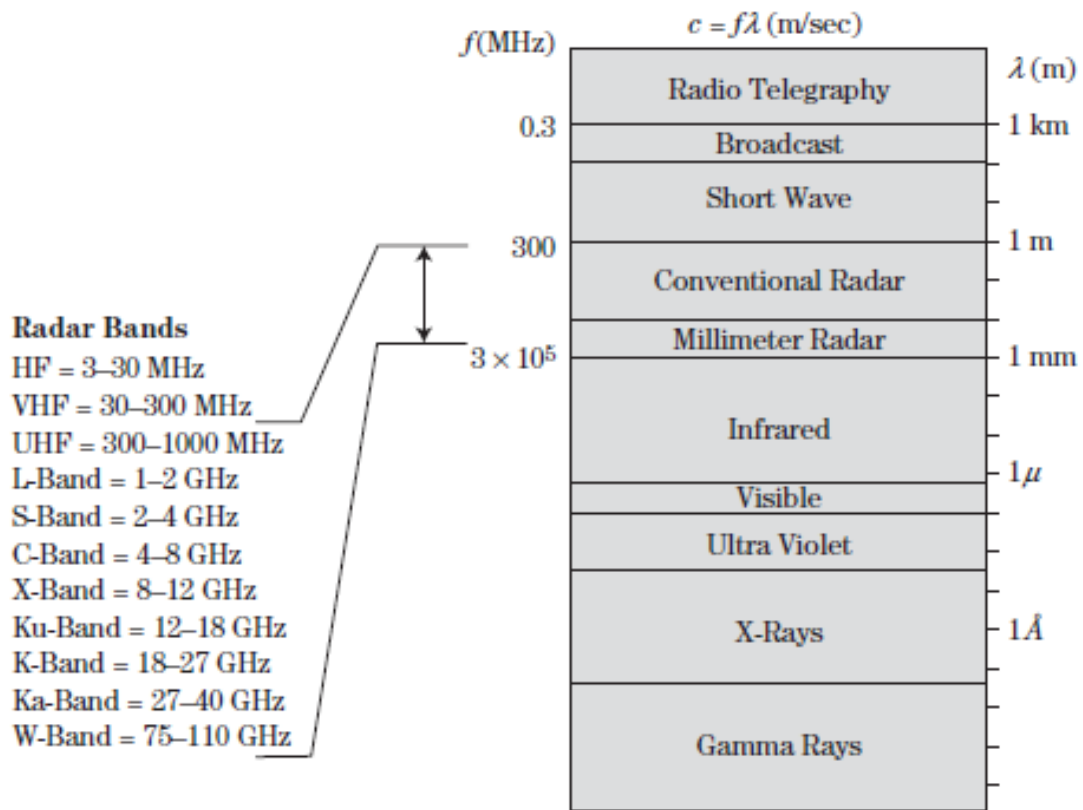 c = fλ (m/sec)
f(MHz)
λ (m)
Radio Telegraphy
0.3
1 km
Broadcast
Short Wave
300
1 m
Conventional Radar
Millimeter Radar
3 × 10⁵
1 mm
Infrared
1μ
Visible
Ultra Violet
X-Rays
1Å
Gamma Rays
Radar Bands
HF = 3–30 MHz
VHF = 30–300 MHz
UHF = 300–1000 MHz
L-Band = 1–2 GHz
S-Band = 2–4 GHz
C-Band = 4–8 GHz
X-Band = 8–12 GHz
Ku-Band = 12–18 GHz
K-Band = 18–27 GHz
Ka-Band = 27–40 GHz
W-Band = 75–110 GHz